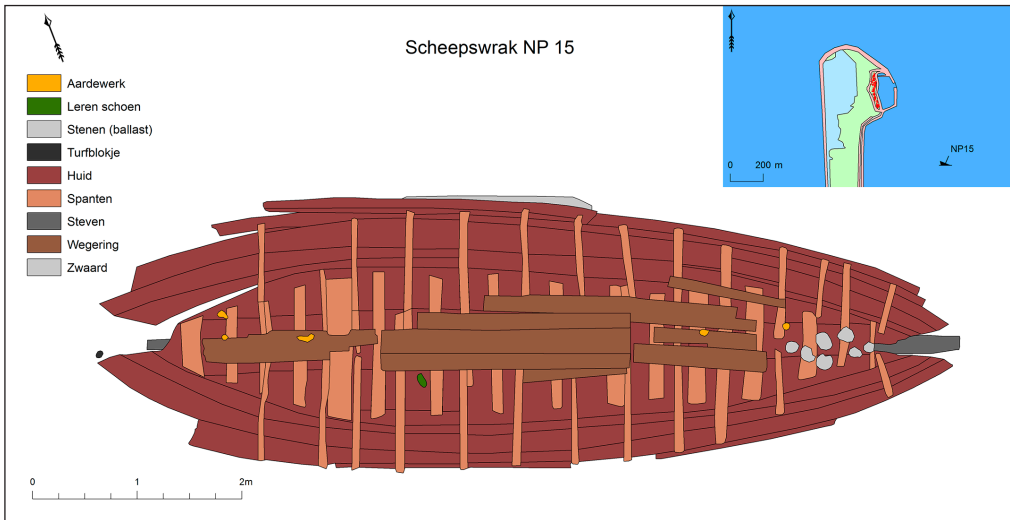 Scheepswrak NP 15
Aardewerk
Leren schoen
Stenen (ballast)
Turfblokje
Huid
Spanten
Steven
Wegering
Zwaard
0 200 m
NP15
0 1 2m